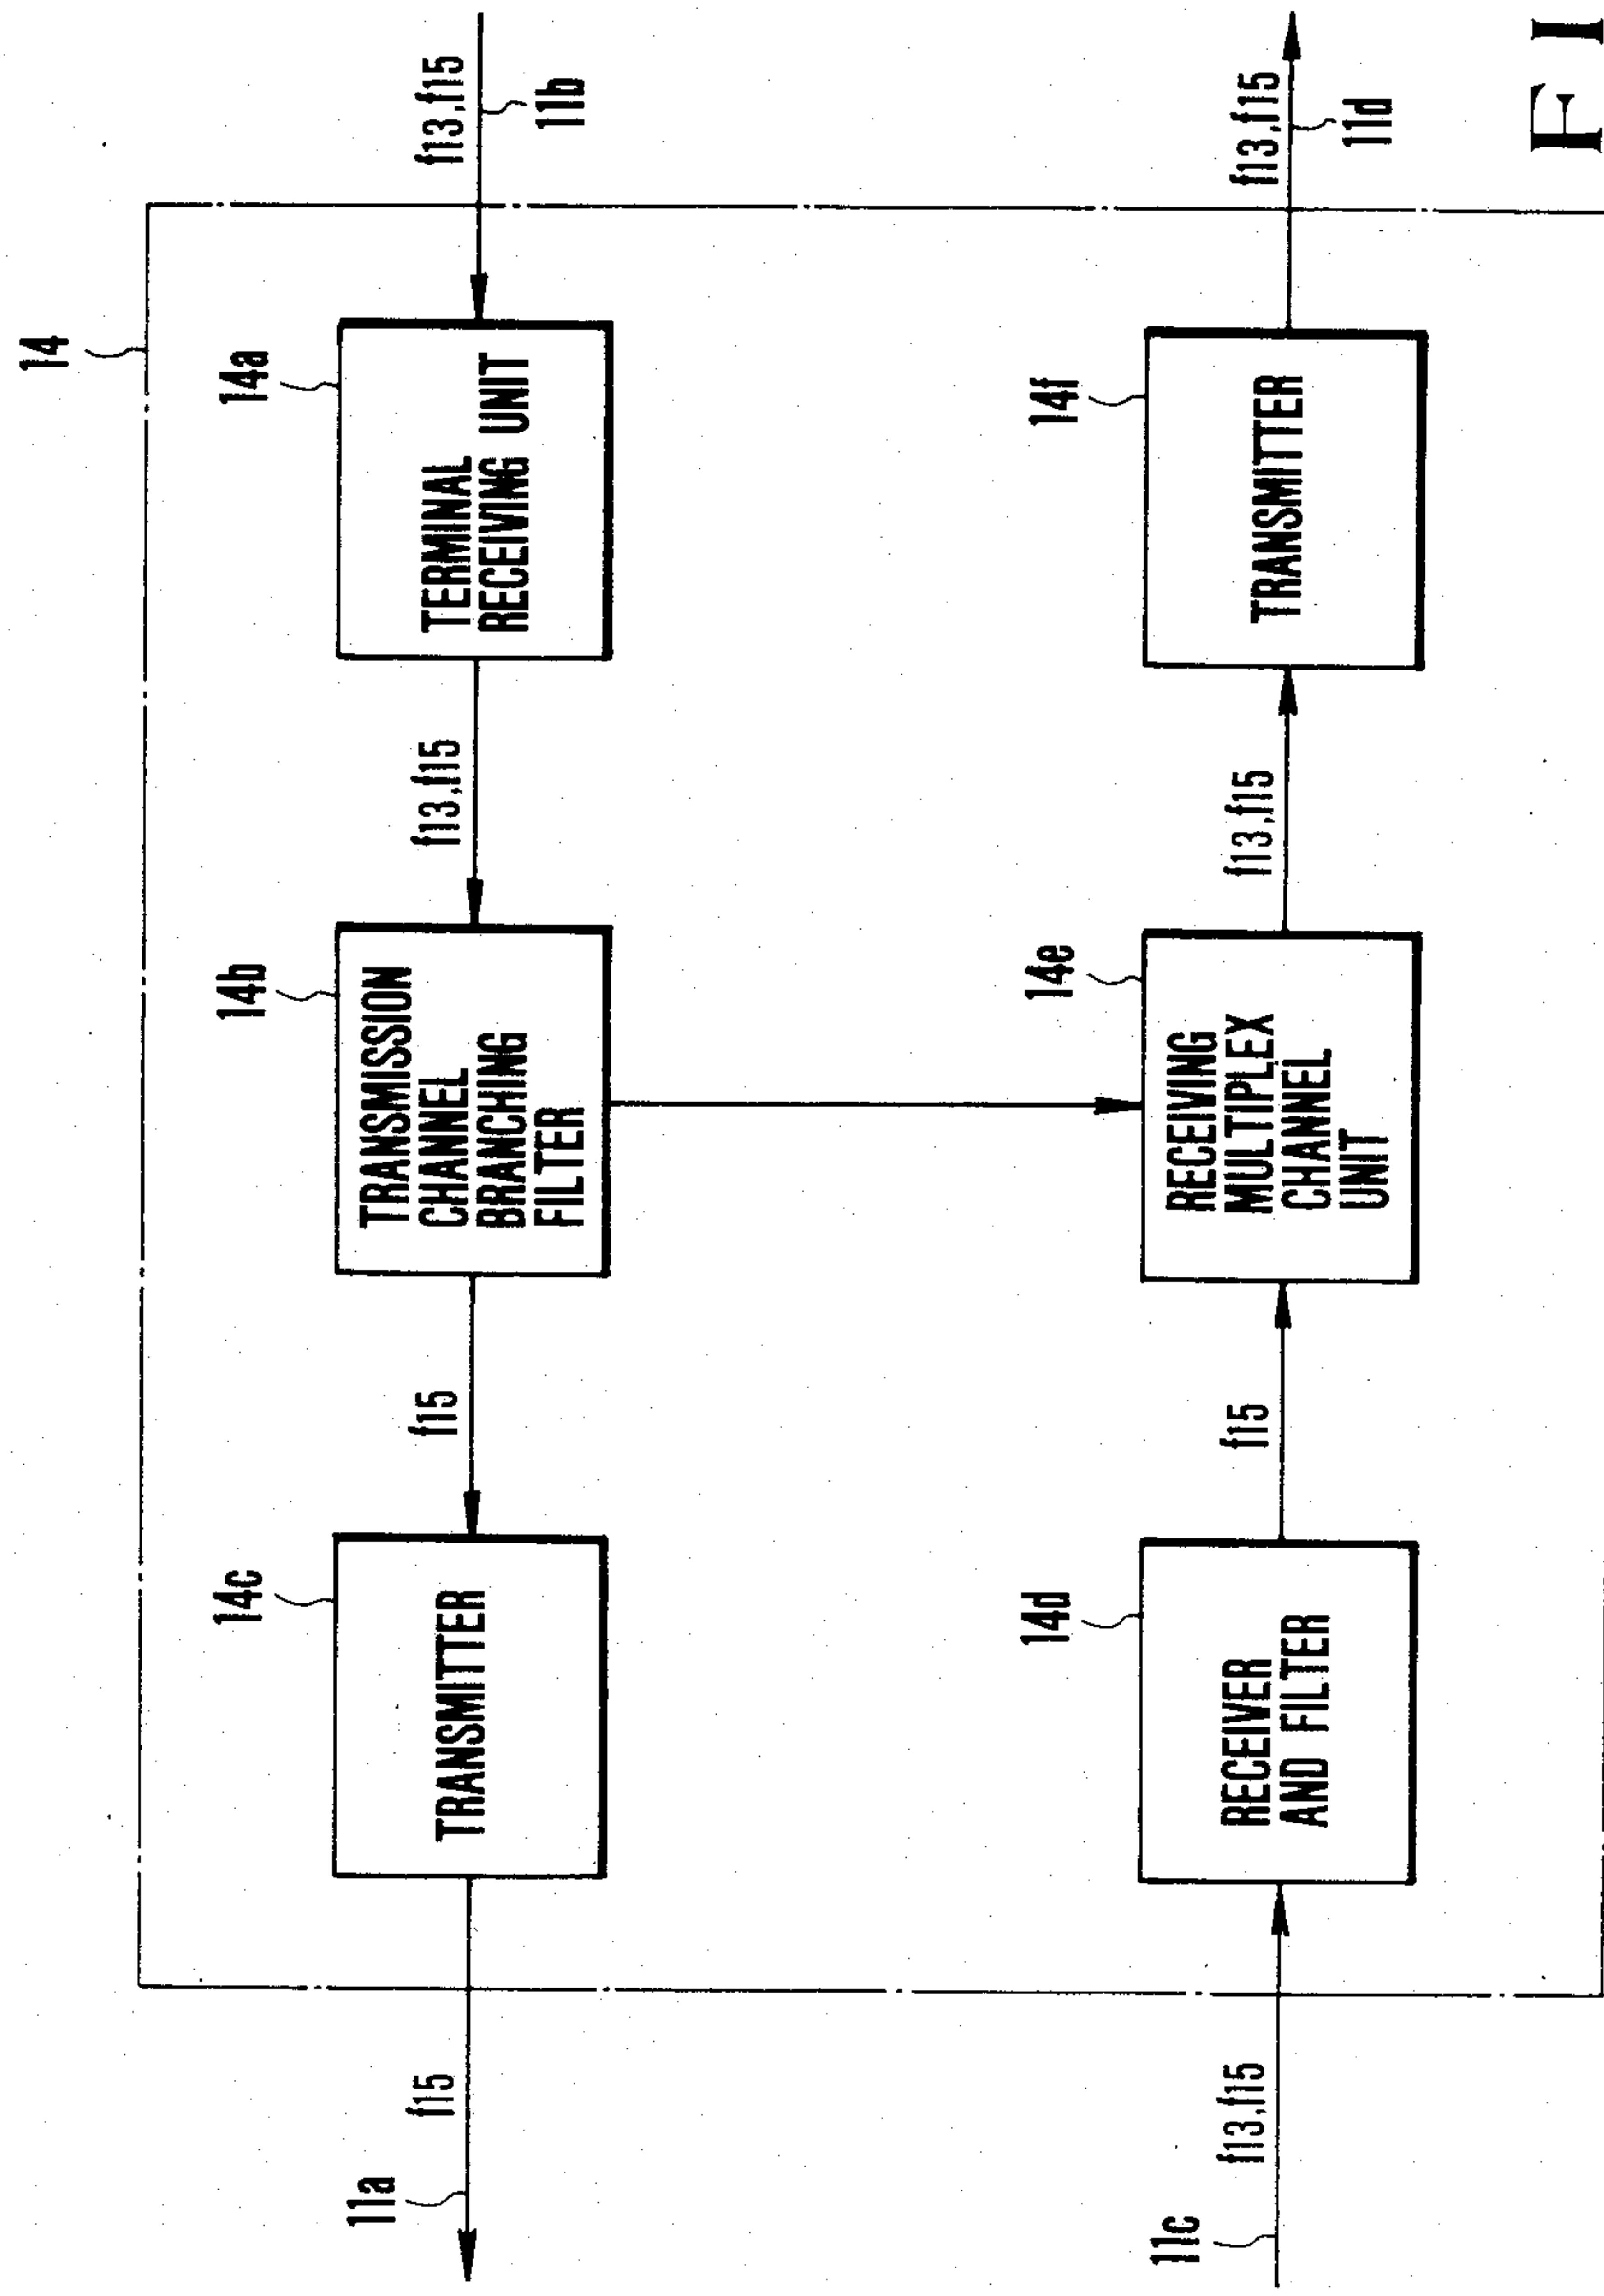 14
14c
14b
14a
11a
f15
TRANSMITTER
f15
TRANSMISSION
CHANNEL
BRANCHING
FILTER
f13,f15
TERMINAL
RECEIVING UNIT
f13,f15
11b
14d
14e
14f
11c
f13,f15
RECEIVER
AND FILTER
f15
RECEIVING
MULTIPLEX
CHANNEL
UNIT
f13,f15
TRANSMITTER
f13,f15
11d
F I